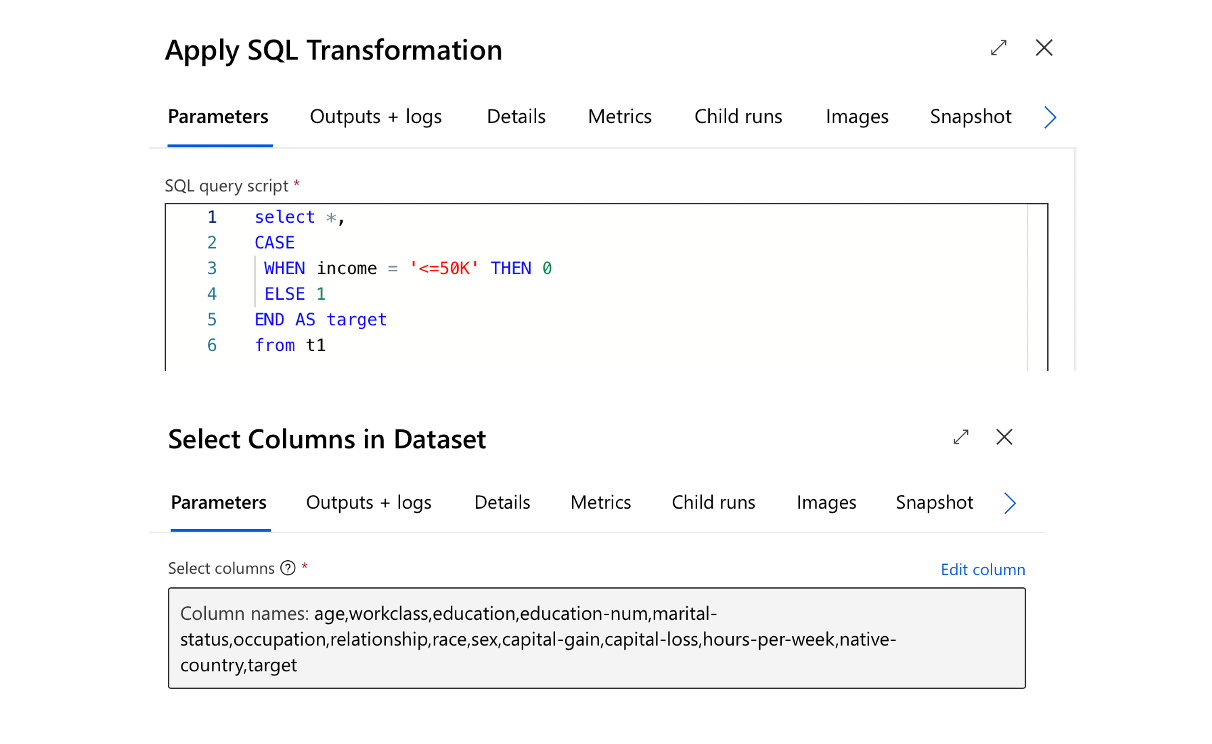 Apply SQL Transformation
Parameters Outputs + logs Details Metrics Child runs Images Snapshot
SQL query script *
1 select *,
2 CASE
3 WHEN income = '<=50K' THEN 0
4 ELSE 1
5 END AS target
6 from t1
Select Columns in Dataset
Parameters Outputs + logs Details Metrics Child runs Images Snapshot
Select columns ? * Edit column
Column names: age,workclass,education,education-num,marital-
status,occupation,relationship,race,sex,capital-gain,capital-loss,hours-per-week,native-
country,target